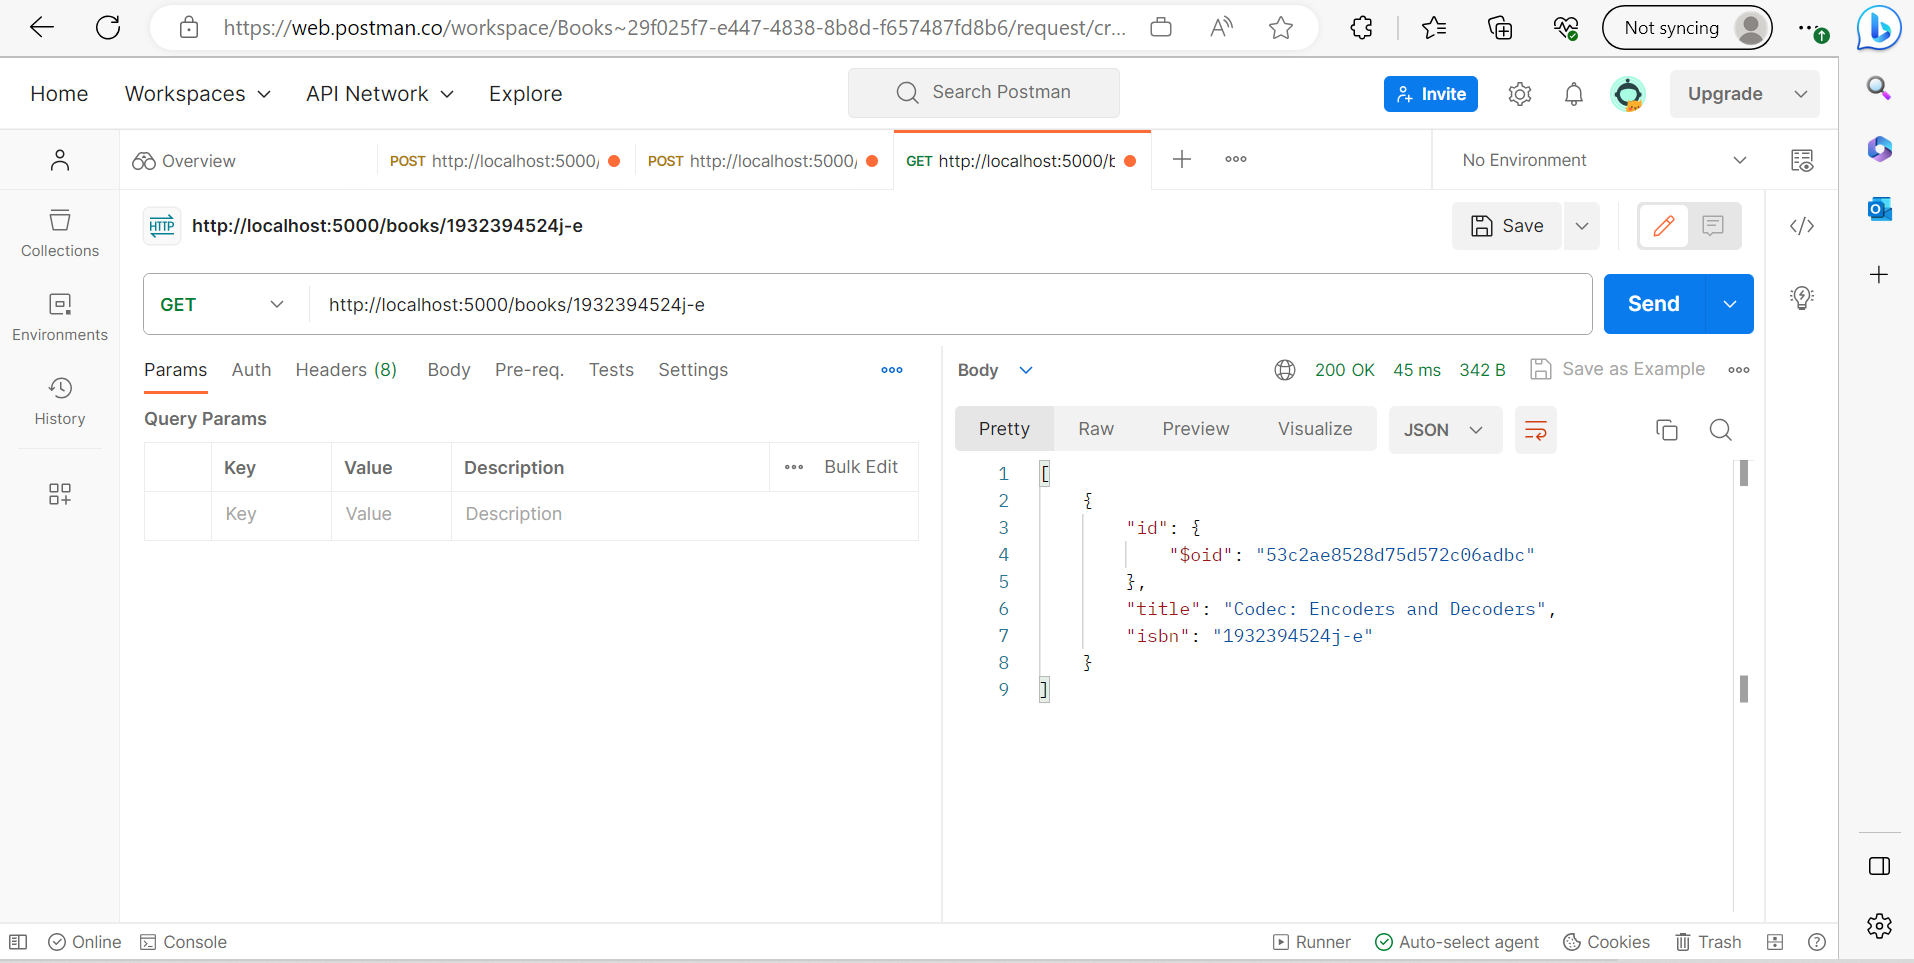 https://web.postman.co/workspace/Books~29f025f7-e447-4838-8b8d-f657487fd8b6/request/cr...
Not syncing
Home Workspaces API Network Explore
Search Postman
Invite
Upgrade
Overview
POST http://localhost:5000/
POST http://localhost:5000/
GET http://localhost:5000/b
No Environment
HTTP http://localhost:5000/books/1932394524j-e
Save
Collections
Environments
History
GET http://localhost:5000/books/1932394524j-e
Send
Params Auth Headers (8) Body Pre-req. Tests Settings
Query Params
Key Value Description Bulk Edit
Key Value Description
Body
200 OK 45 ms 342 B Save as Example
Pretty Raw Preview Visualize JSON
1 [
2 {
3 "id": {
4 "$oid": "53c2ae8528d75d572c06adbc"
5 },
6 "title": "Codec: Encoders and Decoders",
7 "isbn": "1932394524j-e"
8 }
9 ]
Online Console
Runner Auto-select agent Cookies Trash